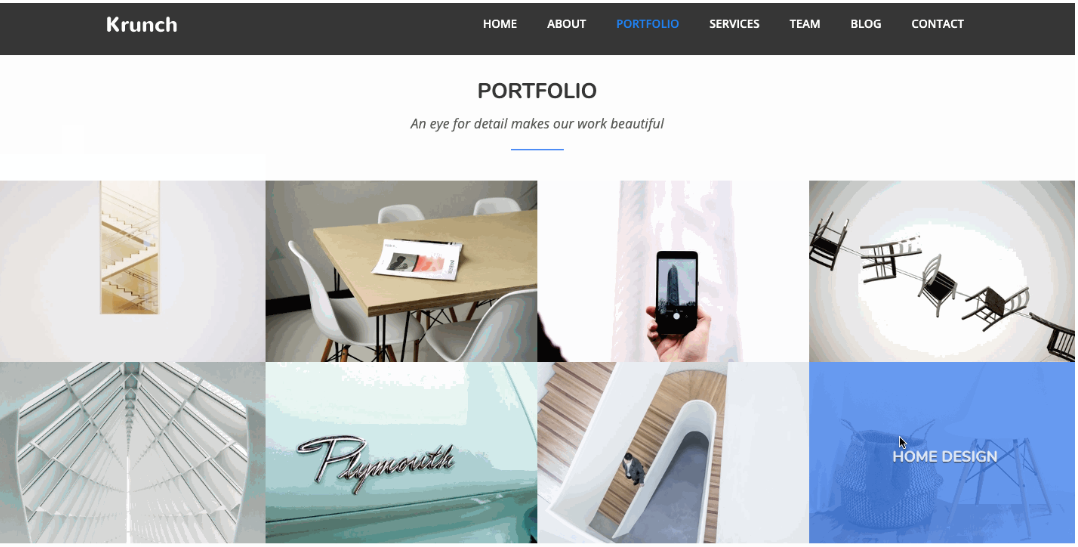 Krunch
HOME ABOUT PORTFOLIO SERVICES TEAM BLOG CONTACT
PORTFOLIO
An eye for detail makes our work beautiful
Plymouth
HOME DESIGN